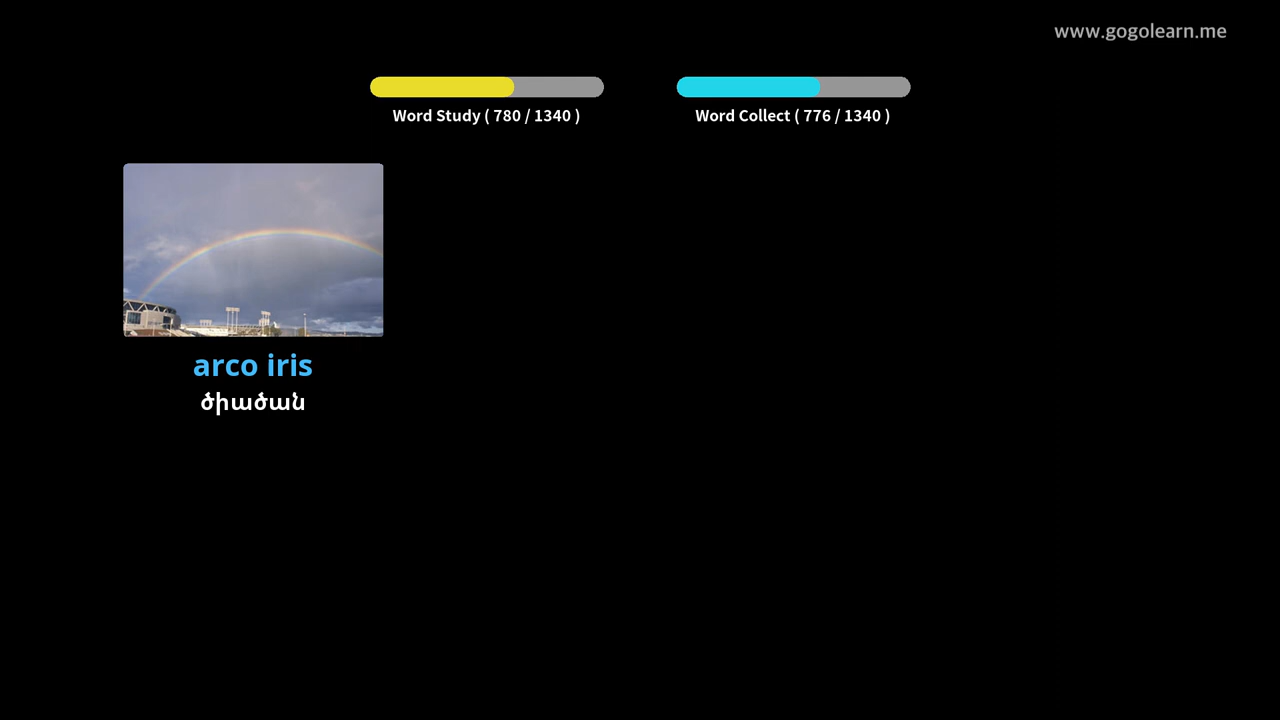 www.gogolearn.me
Word Study ( 780 / 1340 )
Word Collect ( 776 / 1340 )
arco iris
ծիածան